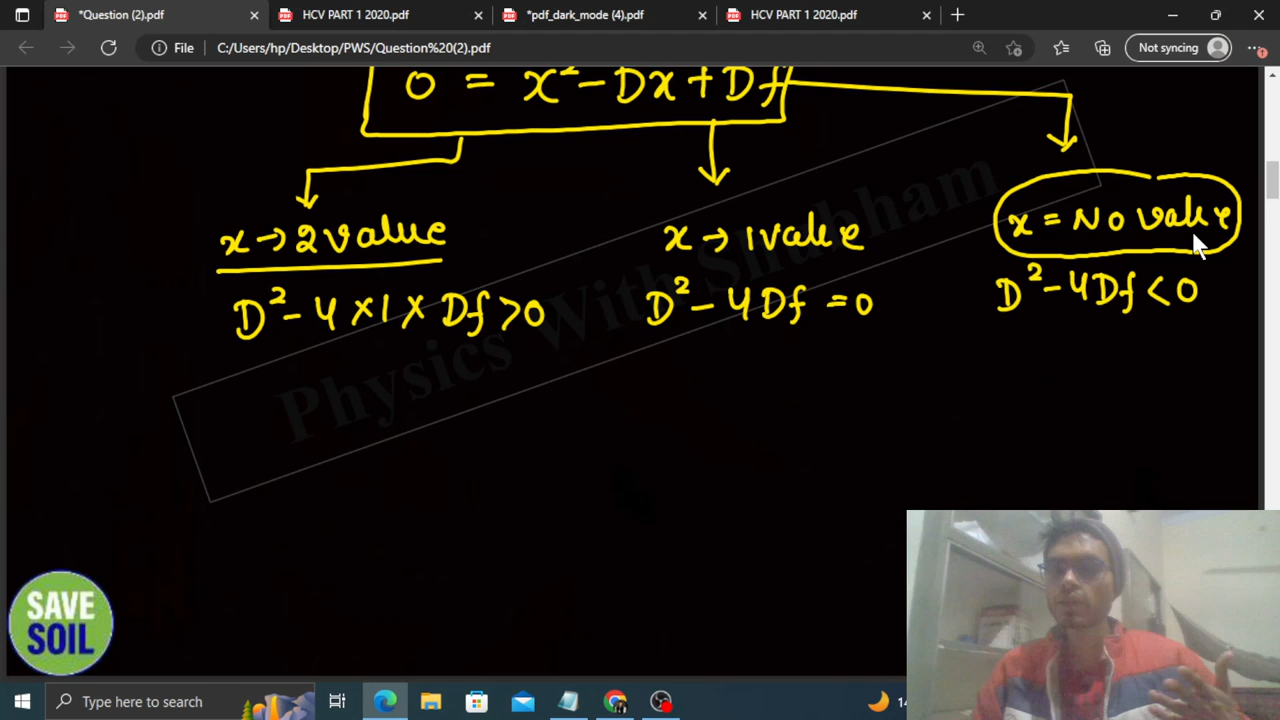 *Question (2).pdf
HCV PART 1 2020.pdf
*pdf_dark_mode (4).pdf
HCV PART 1 2020.pdf
File
C:/Users/hp/Desktop/PWS/Question%20(2).pdf
Not syncing
0 = x² - Dx + Df
x → 2 value
x → 1 value
x = No value
D² - 4 × 1 × Df > 0
D² - 4Df = 0
D² - 4Df < 0
Physics With Shubham
SAVE
SOIL
Type here to search